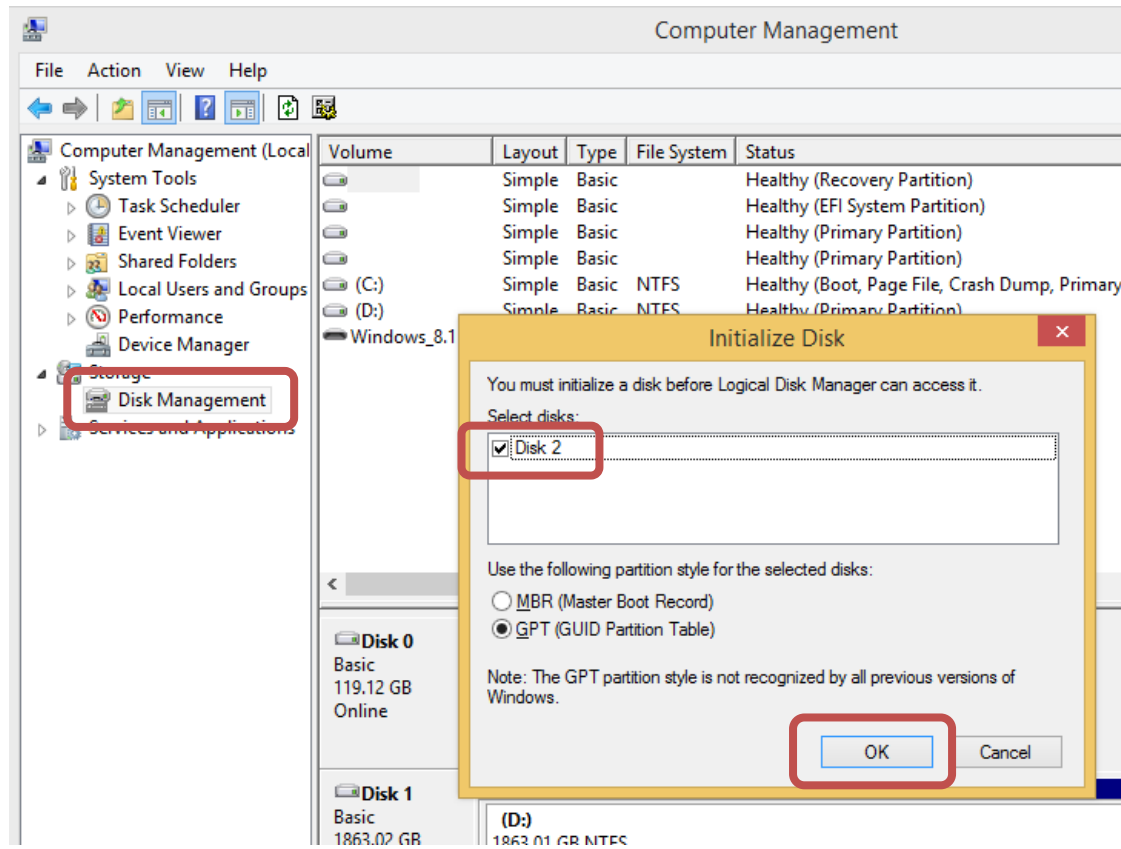 Computer Management
File Action View Help
Computer Management (Local
System Tools
Task Scheduler
Event Viewer
Shared Folders
Local Users and Groups
Performance
Device Manager
Storage
Disk Management
Services and Applications
Volume Layout Type File System Status
Simple Basic Healthy (Recovery Partition)
Simple Basic Healthy (EFI System Partition)
Simple Basic Healthy (Primary Partition)
Simple Basic Healthy (Primary Partition)
(C:) Simple Basic NTFS Healthy (Boot, Page File, Crash Dump, Primary
(D:) Simple Basic NTFS Healthy (Primary Partition)
Windows_8.1
Initialize Disk
You must initialize a disk before Logical Disk Manager can access it.
Select disks:
Disk 2
Use the following partition style for the selected disks:
MBR (Master Boot Record)
GPT (GUID Partition Table)
Note: The GPT partition style is not recognized by all previous versions of
Windows.
OK Cancel
Disk 0
Basic
119.12 GB
Online
Disk 1
Basic
1863.02 GB
(D:)
1863.01 GB NTFS